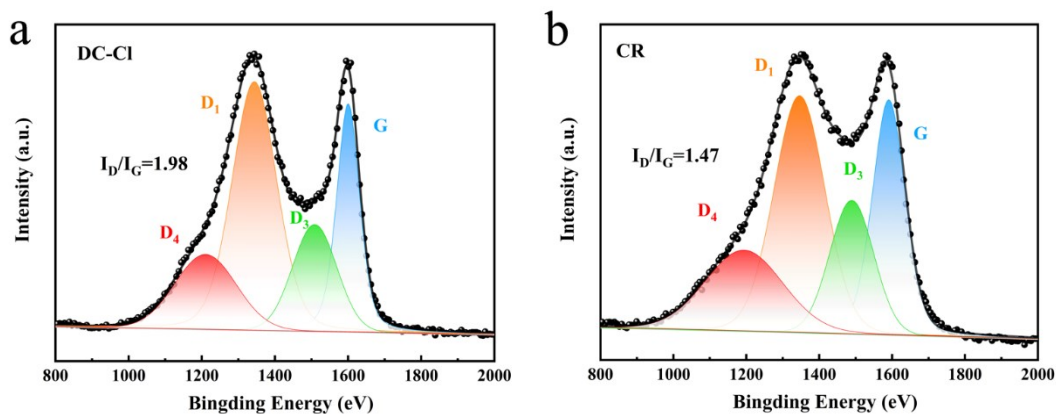 a
DC-Cl
D₁
G
I_D/I_G=1.98
D₃
D₄
Intensity (a.u.)
800 1000 1200 1400 1600 1800 2000
Bingding Energy (eV)
b
CR
D₁
G
I_D/I_G=1.47
D₃
D₄
Intensity (a.u.)
800 1000 1200 1400 1600 1800 2000
Bingding Energy (eV)